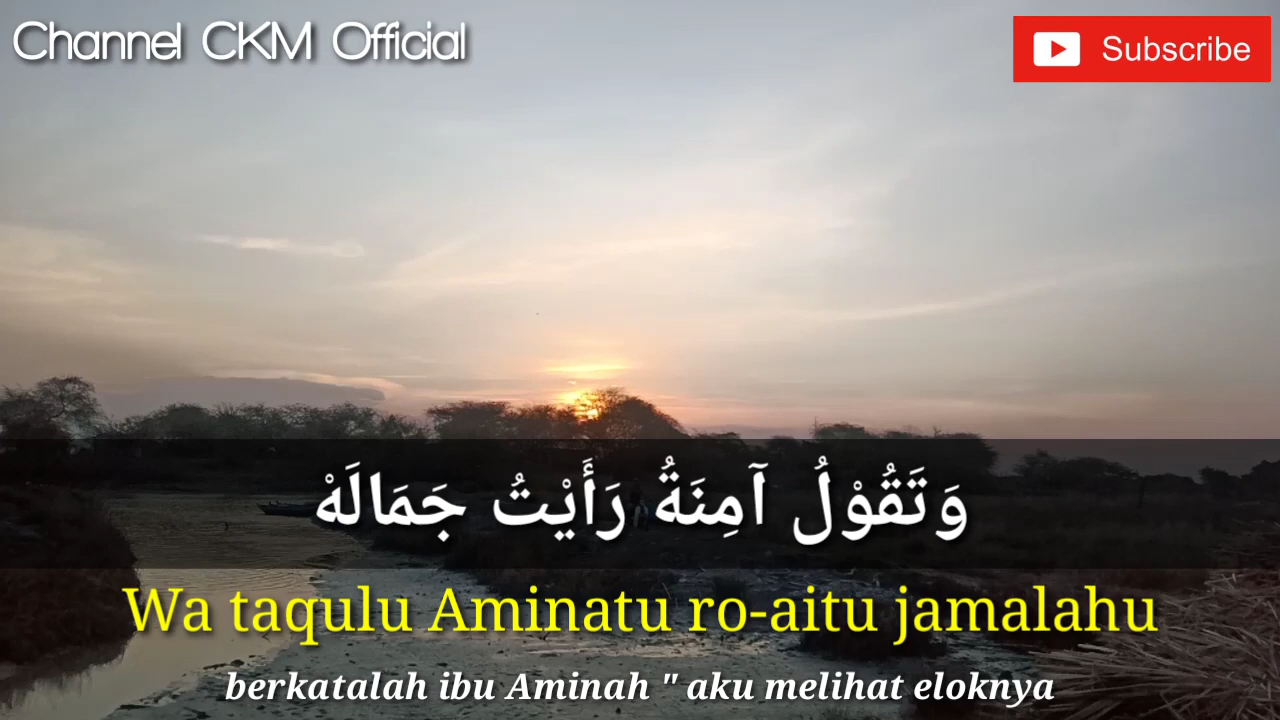 Channel CKM Official
Subscribe
وَتَقُوْلُ آمِنَةُ رَأَيْتُ جَمَالَهْ
Wa taqulu Aminatu ro-aitu jamalahu
berkatalah ibu Aminah " aku melihat eloknya